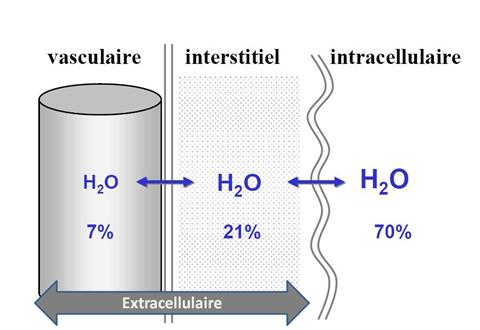 vasculaire interstitiel intracellulaire
H₂O H₂O H₂O
7% 21% 70%
Extracellulaire